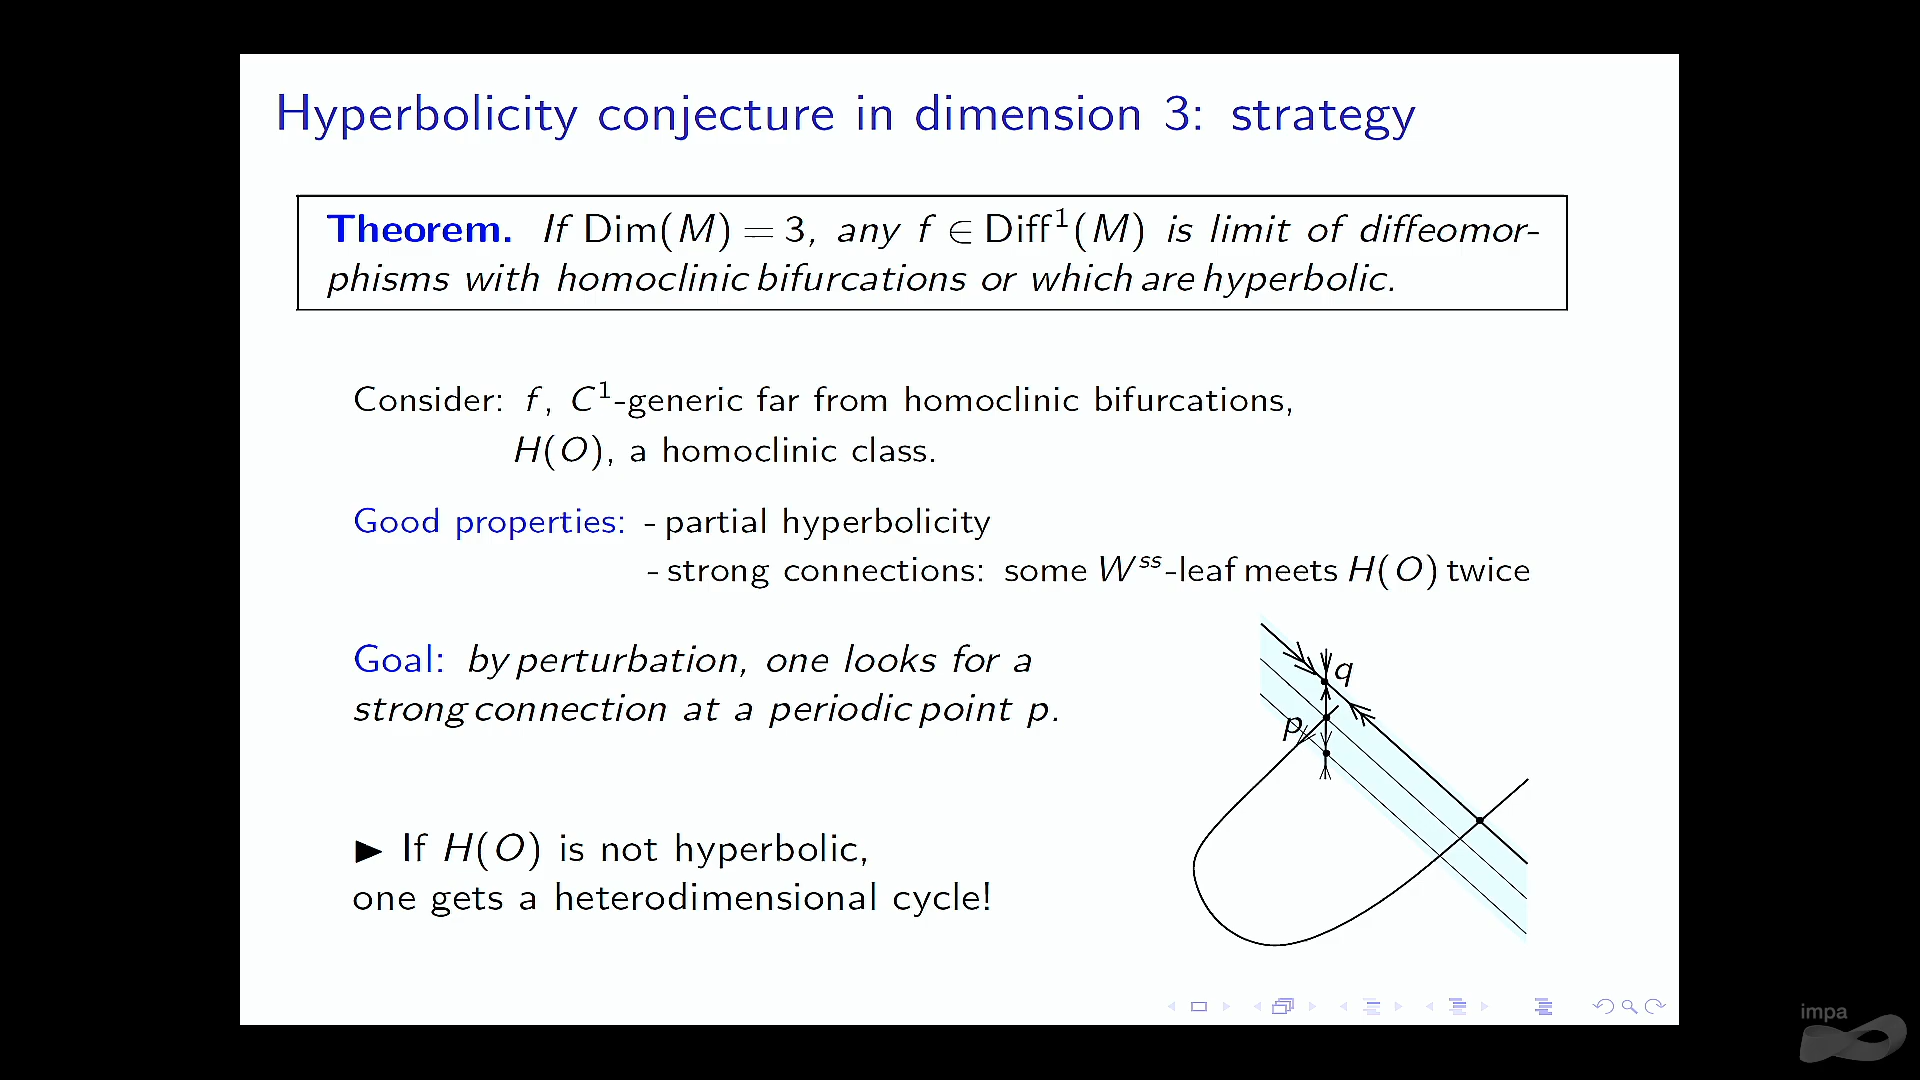 Hyperbolicity conjecture in dimension 3: strategy
Theorem. If Dim(M) = 3, any f ∈ Diff¹(M) is limit of diffeomor-
phisms with homoclinic bifurcations or which are hyperbolic.
Consider: f, C¹-generic far from homoclinic bifurcations,
H(O), a homoclinic class.
Good properties: - partial hyperbolicity
- strong connections: some Wˢˢ-leaf meets H(O) twice
Goal: by perturbation, one looks for a
strong connection at a periodic point p.
q
p
▶ If H(O) is not hyperbolic,
one gets a heterodimensional cycle!
impa